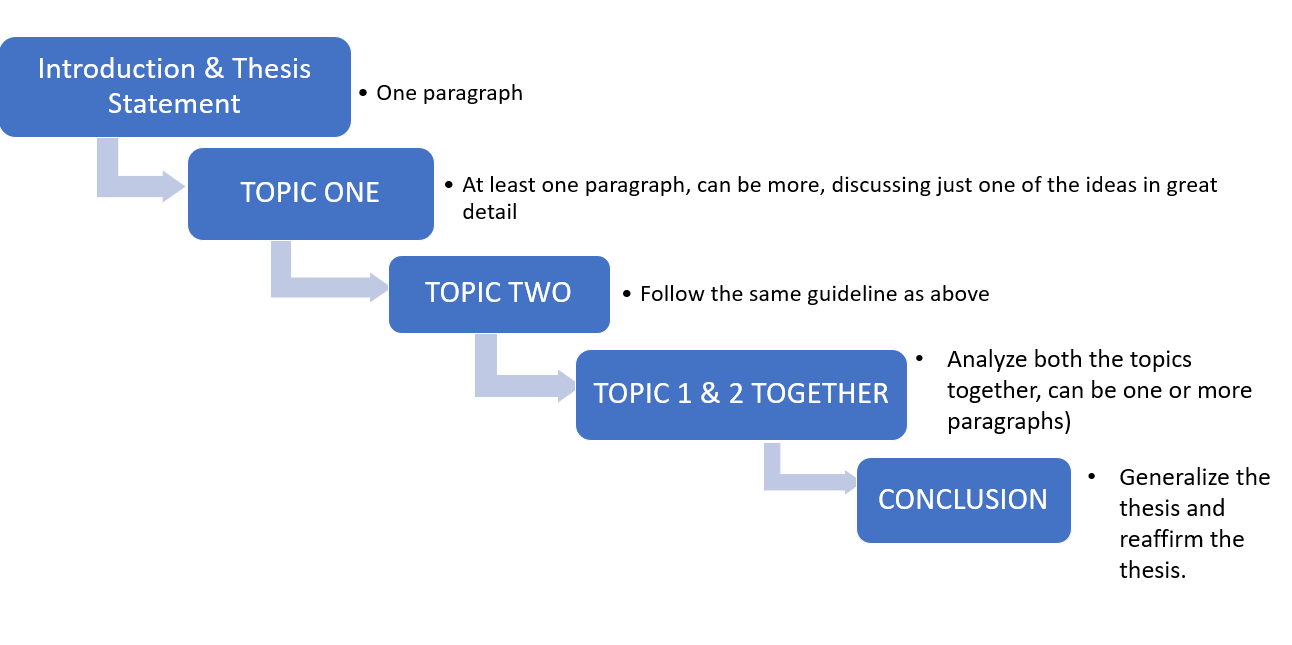 Introduction & Thesis
Statement
• One paragraph
TOPIC ONE
• At least one paragraph, can be more, discussing just one of the ideas in great
detail
TOPIC TWO
• Follow the same guideline as above
TOPIC 1 & 2 TOGETHER
• Analyze both the topics
together, can be one or more
paragraphs)
CONCLUSION
• Generalize the
thesis and
reaffirm the
thesis.